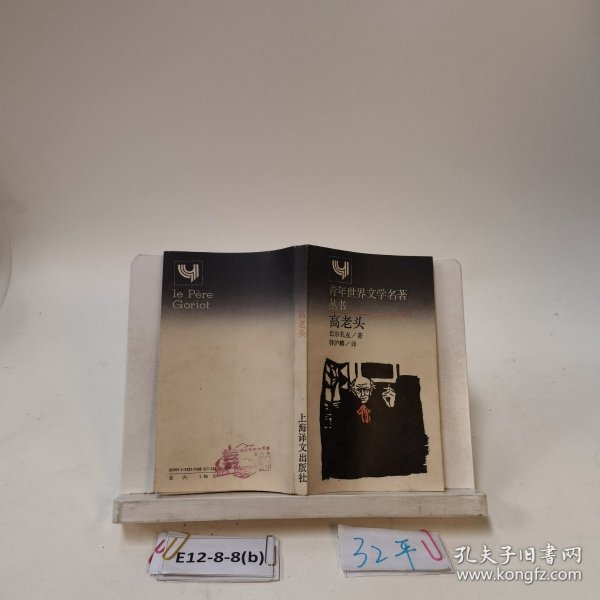 le Père
Goriot
高老头
上海译文出版社
青年世界文学名著
丛书
高老头
巴尔扎克/著
韩沪麟/译
E12-8-8(b)
32平
孔夫子旧书网
www.kongfz.com